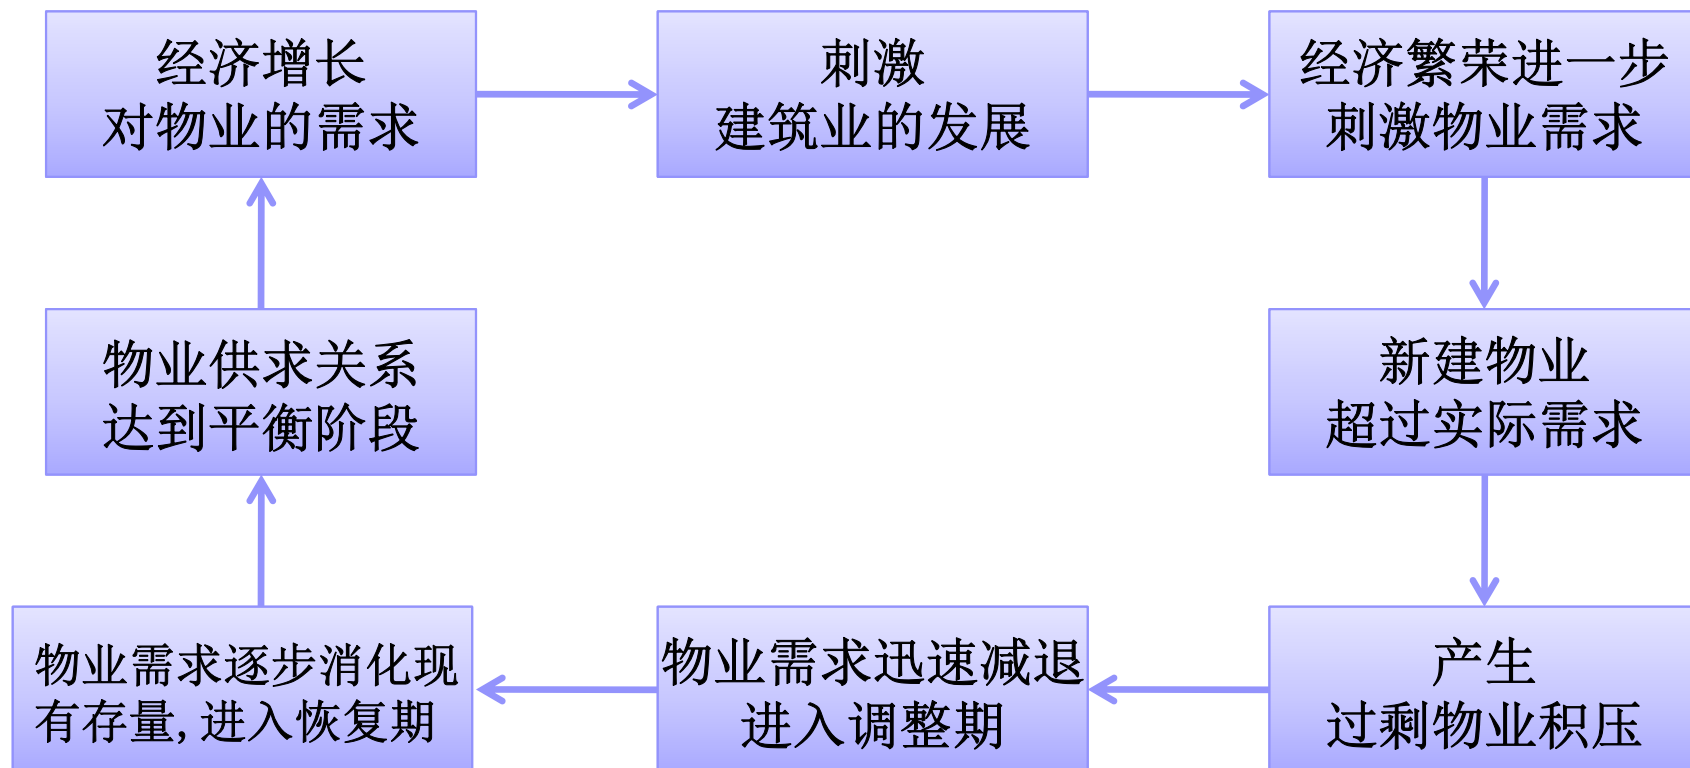 经济增长
对物业的需求
刺激
建筑业的发展
经济繁荣进一步
刺激物业需求
物业供求关系
达到平衡阶段
新建物业
超过实际需求
物业需求逐步消化现
有存量,进入恢复期
物业需求迅速减退
进入调整期
产生
过剩物业积压